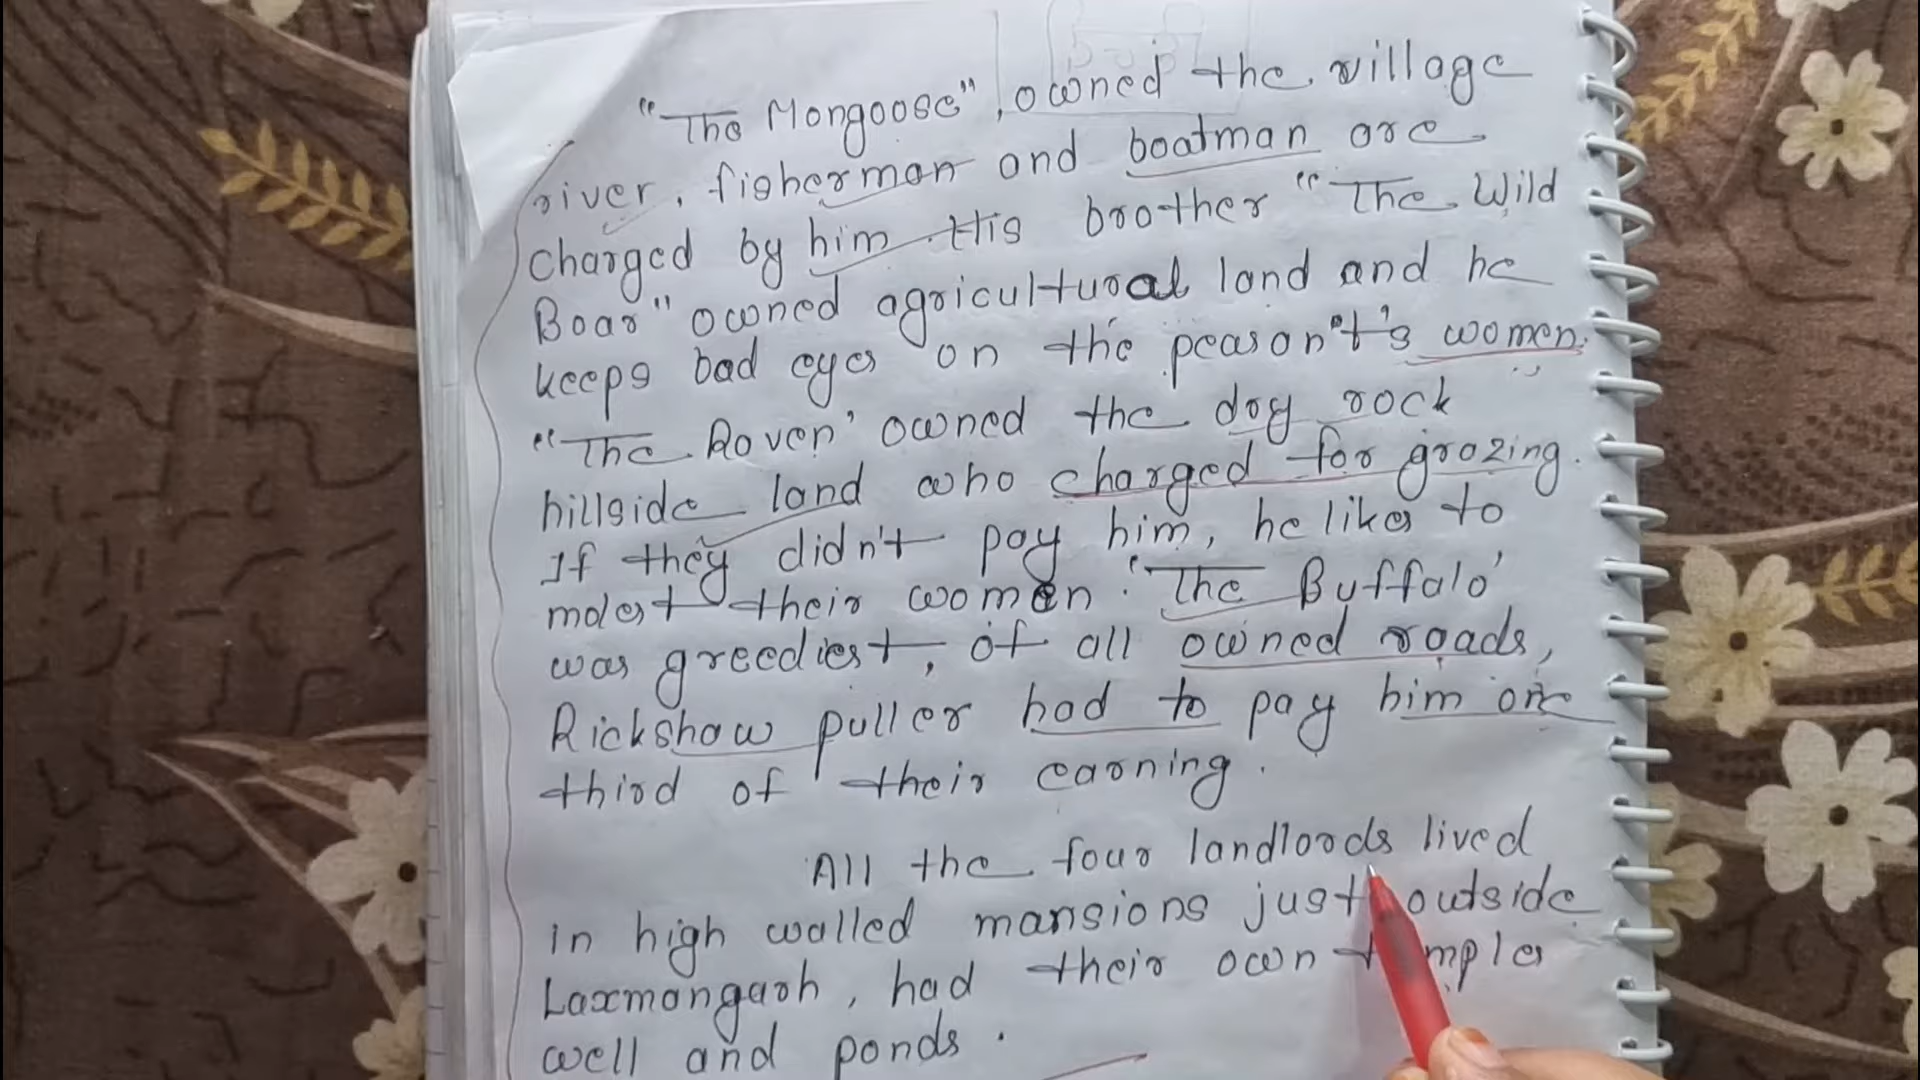 "The Mongoose", owned the village
river, fisherman and boatman are
charged by him. His brother "The Wild
Boar" owned agricultural land and he
keeps bad eyes on the peasant's women.
"The Raven' owned the dry rock
hillside land who charged for grazing.
If they didn't pay him, he likes to
molest their women. 'The Buffalo'
was greediest, of all owned roads,
Rickshaw puller had to pay him one
third of their earning.
All the four landlords lived
in high walled mansions just outside
Laxmangarh, had their own temples
well and ponds.